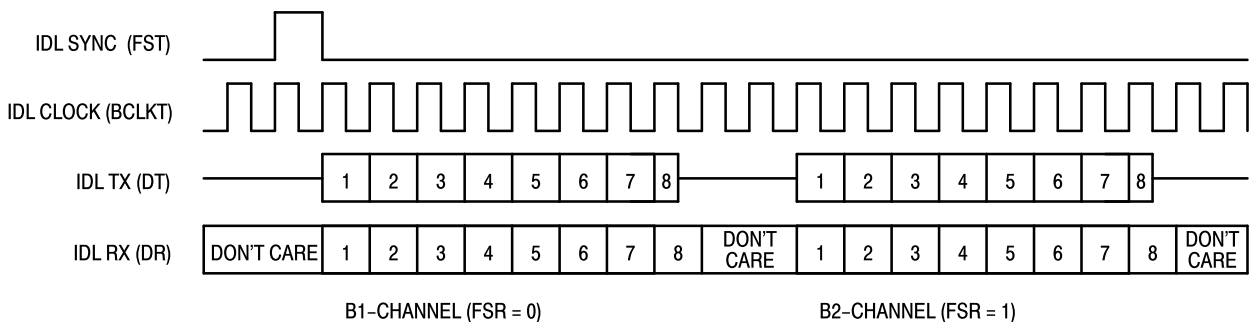 IDL SYNC (FST)
IDL CLOCK (BCLKT)
IDL TX (DT) 1 2 3 4 5 6 7 8 1 2 3 4 5 6 7 8
IDL RX (DR) DON'T CARE 1 2 3 4 5 6 7 8 DON'T CARE 1 2 3 4 5 6 7 8 DON'T CARE
B1–CHANNEL (FSR = 0) B2–CHANNEL (FSR = 1)